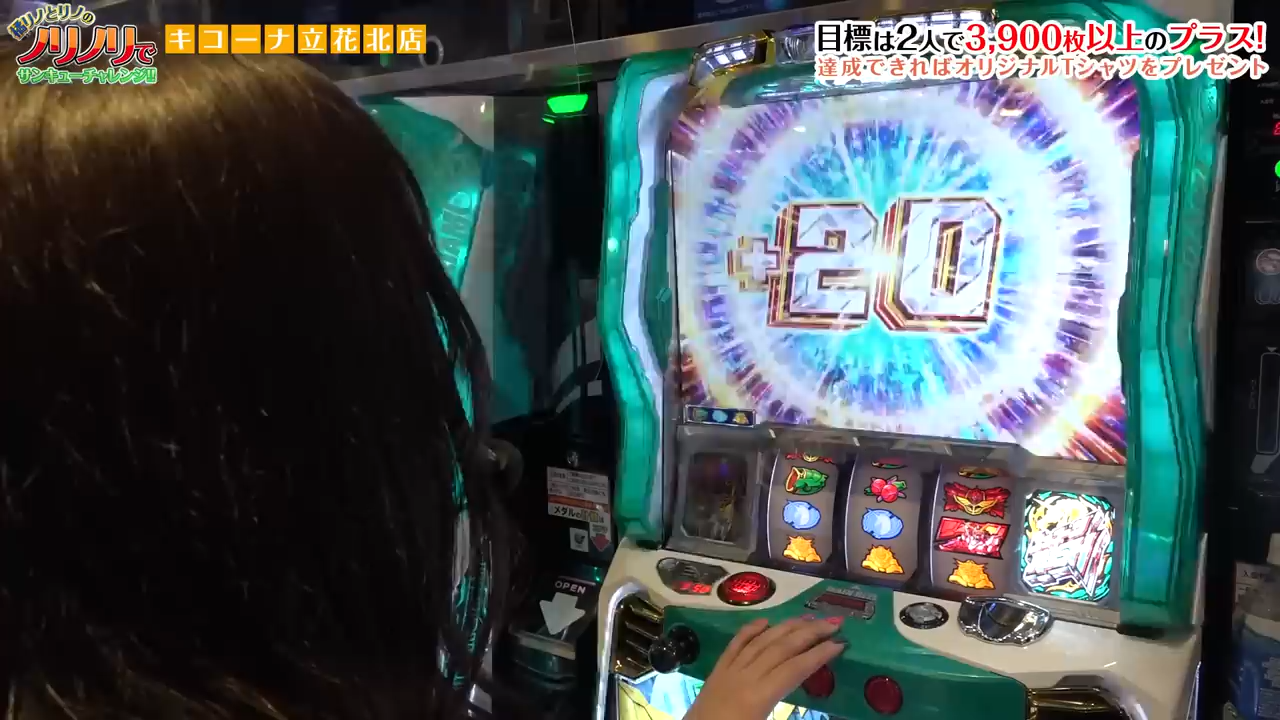 橘リノとリノの
ノリノリで
サンキューチャレンジ!!
キコーナ立花北店
目標は2人で3,900枚以上のプラス!
達成できればオリジナルTシャツをプレゼント
+20
OPEN